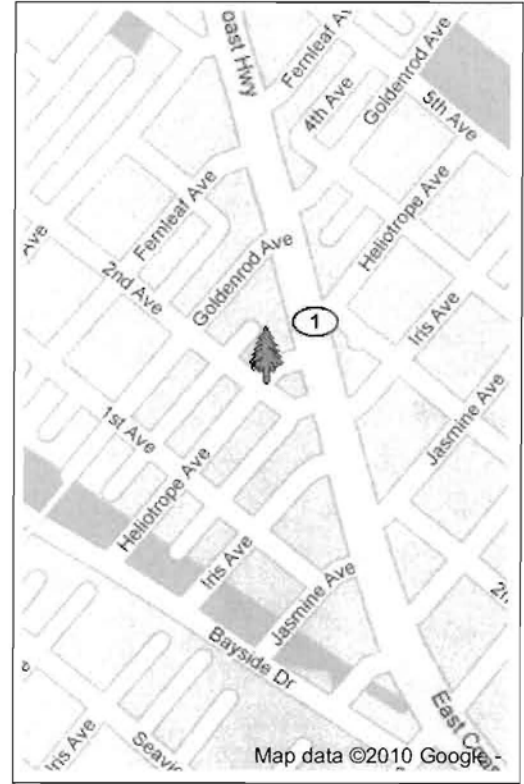 oast Hwy
Fernleaf Ave
4th Ave
Goldenrod Ave
5th Ave
Fernleaf Ave
Heliotrope Ave
Ave
2nd Ave
Goldenrod Ave
1
Iris Ave
1st Ave
Jasmine Ave
Heliotrope Ave
Iris Ave
Jasmine Ave
Bayside Dr
East Coas
Iris Ave
Seavie
Map data ©2010 Google -